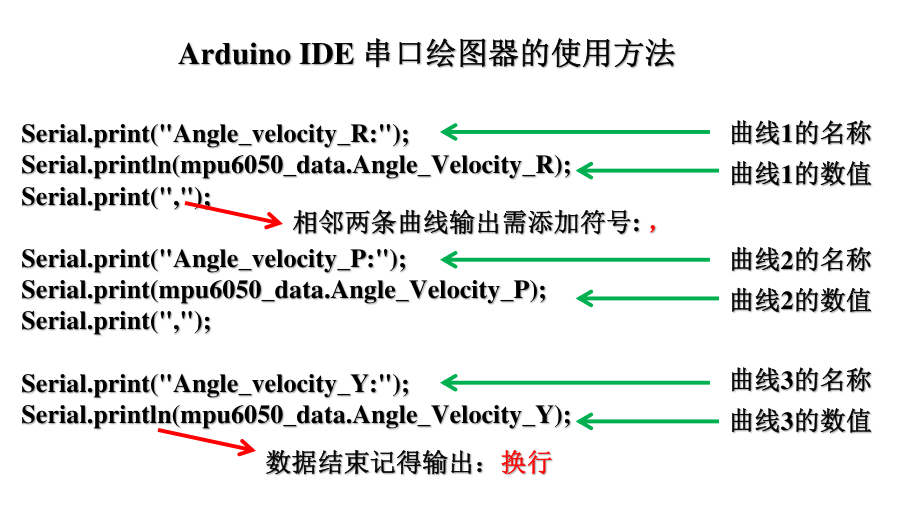 Arduino IDE 串口绘图器的使用方法
Serial.print("Angle_velocity_R:");
曲线1的名称
Serial.println(mpu6050_data.Angle_Velocity_R);
曲线1的数值
Serial.print(",");
相邻两条曲线输出需添加符号: ，
Serial.print("Angle_velocity_P:");
曲线2的名称
Serial.print(mpu6050_data.Angle_Velocity_P);
曲线2的数值
Serial.print(",");
Serial.print("Angle_velocity_Y:");
曲线3的名称
Serial.println(mpu6050_data.Angle_Velocity_Y);
曲线3的数值
数据结束记得输出：换行